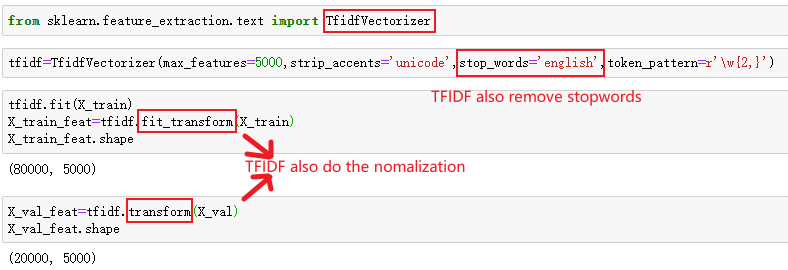 from sklearn.feature_extraction.text import TfidfVectorizer
tfidf=TfidfVectorizer(max_features=5000,strip_accents='unicode',stop_words='english',token_pattern=r'\w{2,}')
TFIDF also remove stopwords
tfidf.fit(X_train)
X_train_feat=tfidf.fit_transform(X_train)
X_train_feat.shape
(80000, 5000)
TFIDF also do the nomalization
X_val_feat=tfidf.transform(X_val)
X_val_feat.shape
(20000, 5000)